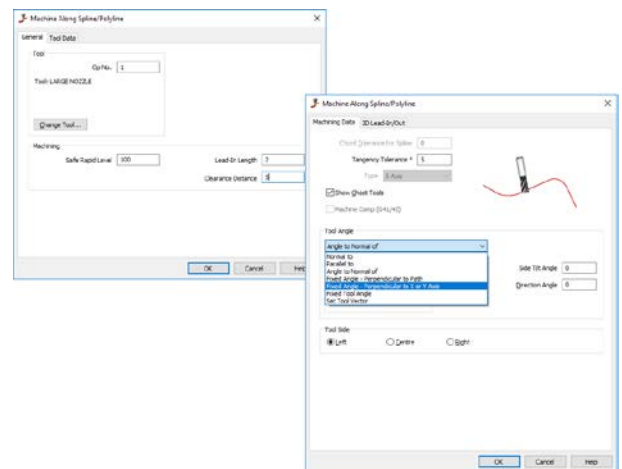 Machine Along Spline/Polyline
General Tool Data
Tool
Op No. 1
Tool: LARGE NOZZLE
Change Tool...
Machining
Safe Rapid Level 100
Lead-In Length 2
Clearance Distance 5
OK Cancel Help
Machine Along Spline/Polyline
Machining Data 3D Lead-In/Out
Chord Tolerance for Spline 0
Tangency Tolerance ° 5
Type 5 Axis
Show Ghost Tools
Machine Comp (G41/42)
Tool Angle
Angle to Normal of
Normal to
Parallel to
Angle to Normal of
Fixed Angle - Perpendicular to Path
Fixed Angle - Perpendicular to X or Y Axis
Fixed Tool Angle
Set Tool Vector
Side Tilt Angle 0
Direction Angle 0
Tool Side
Left Centre Right
OK Cancel Help